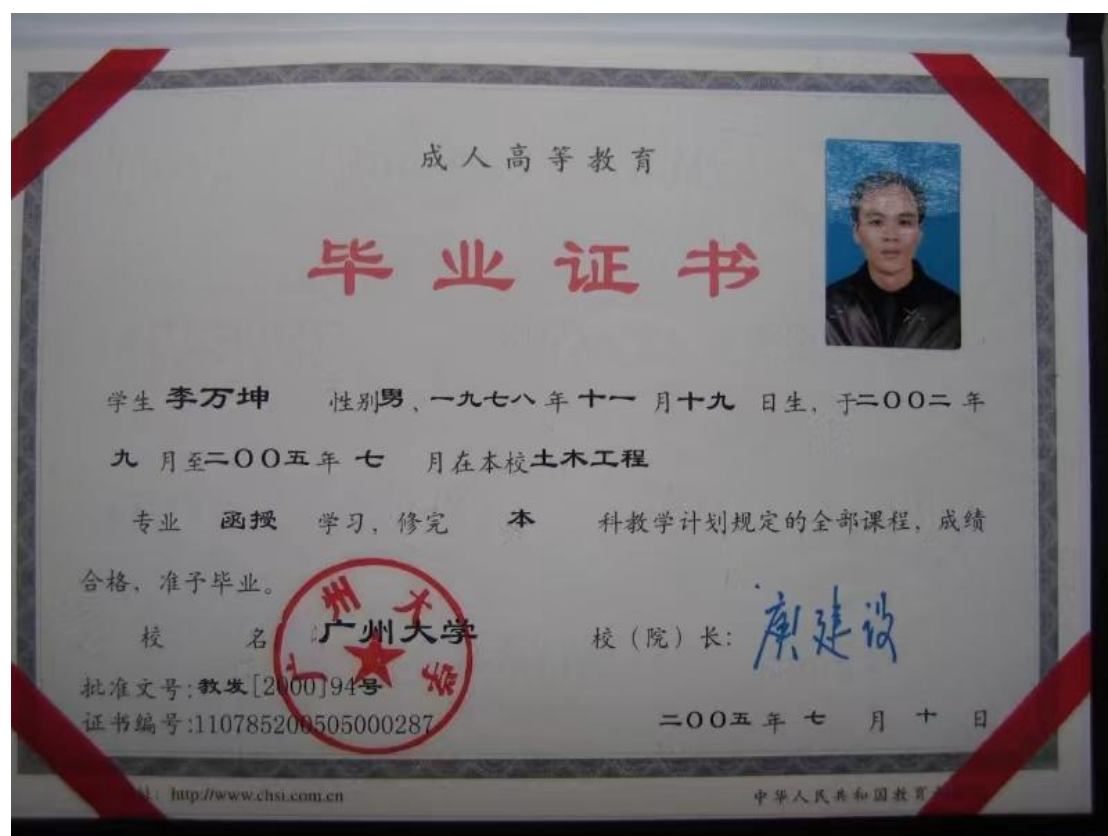 成人高等教育
毕业证书
学生 李万坤 性别男、一九七八年十一月十九日生，于二〇〇二年
九月至二〇〇五年七月在本校土木工程
专业 函授 学习，修完 本 科教学计划规定的全部课程，成绩
合格，准予毕业。
校 名 广州大学 校（院）长：庾建设
批准文号:教发[2000]94号
证书编号:110785200505000287 二〇〇五年七月十日
广州大学
http://www.chsi.com.cn 中华人民共和国教育